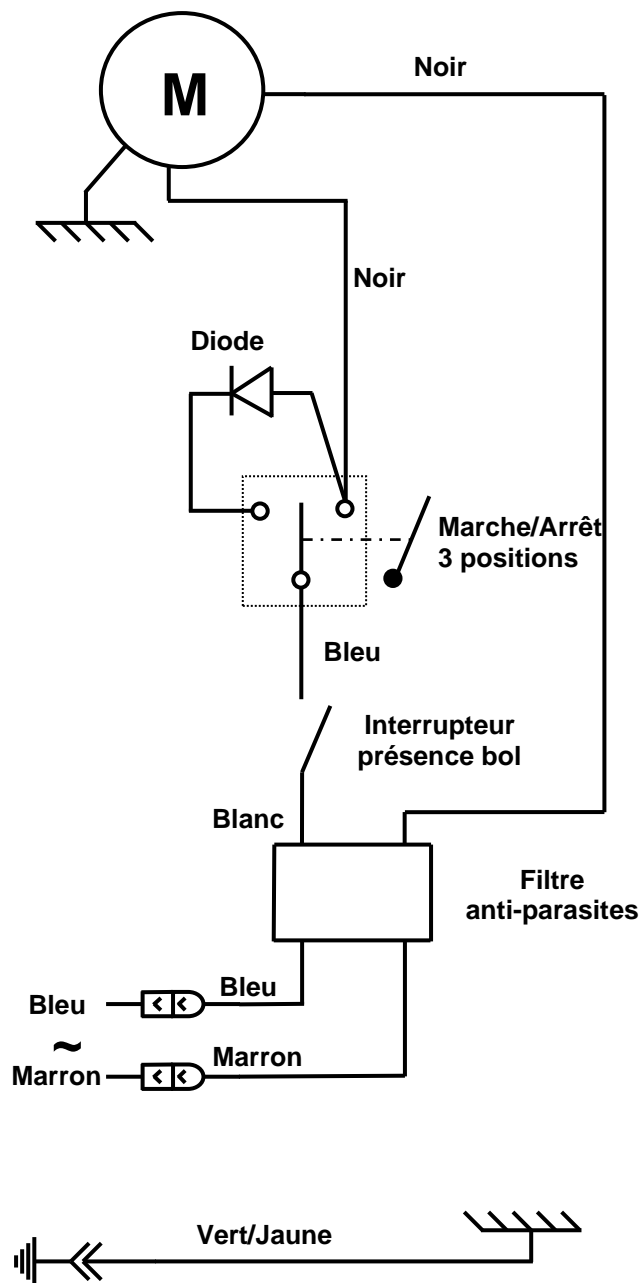 Noir
M
Noir
Diode
Marche/Arrêt
3 positions
Bleu
Interrupteur
présence bol
Blanc
Filtre
anti-parasites
Bleu
Bleu
~
Marron
Marron
Vert/Jaune